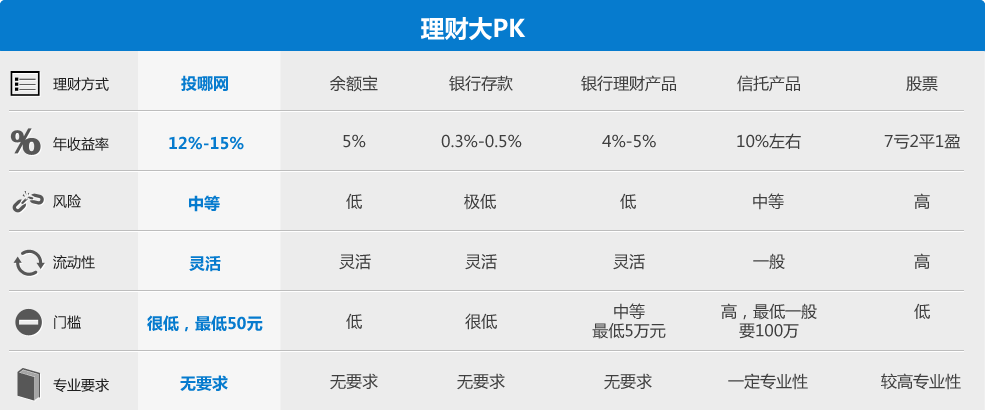 理财大PK
理财方式 投哪网 余额宝 银行存款 银行理财产品 信托产品 股票
年收益率 12%-15% 5% 0.3%-0.5% 4%-5% 10%左右 7亏2平1盈
风险 中等 低 极低 低 中等 高
流动性 灵活 灵活 灵活 灵活 一般 高
门槛 很低，最低50元 低 很低 中等 高，最低一般 低
最低5万元 要100万
专业要求 无要求 无要求 无要求 无要求 一定专业性 较高专业性